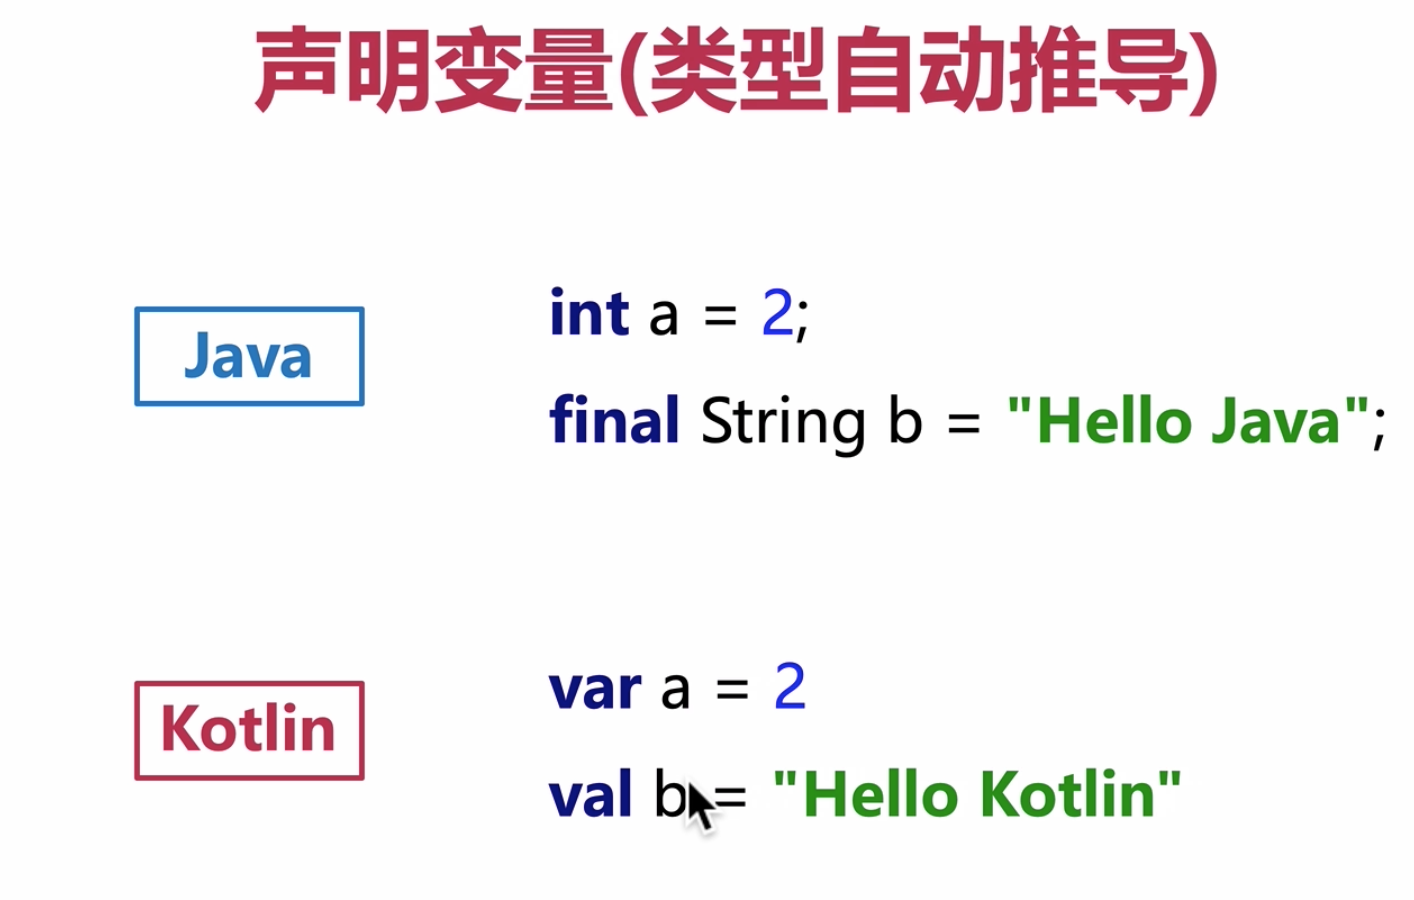 声明变量(类型自动推导)
Java
int a = 2;
final String b = "Hello Java";
Kotlin
var a = 2
val b = "Hello Kotlin"